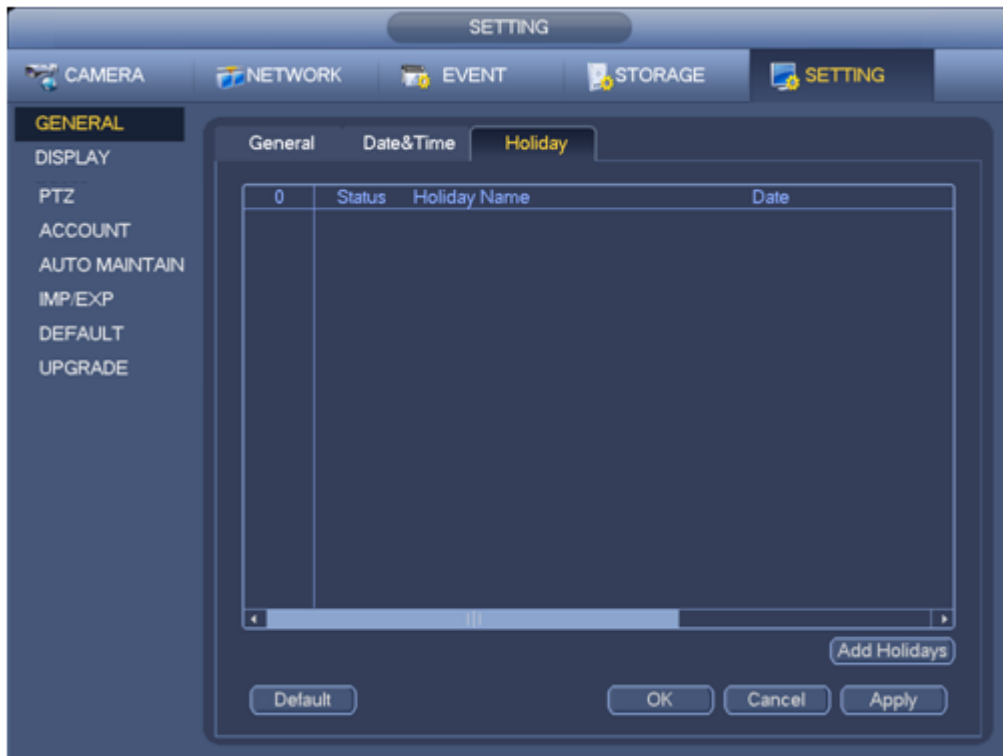 SETTING
CAMERA NETWORK EVENT STORAGE SETTING
GENERAL
DISPLAY
PTZ
ACCOUNT
AUTO MAINTAIN
IMP/EXP
DEFAULT
UPGRADE
General Date&Time Holiday
0 Status Holiday Name Date
Add Holidays
Default OK Cancel Apply